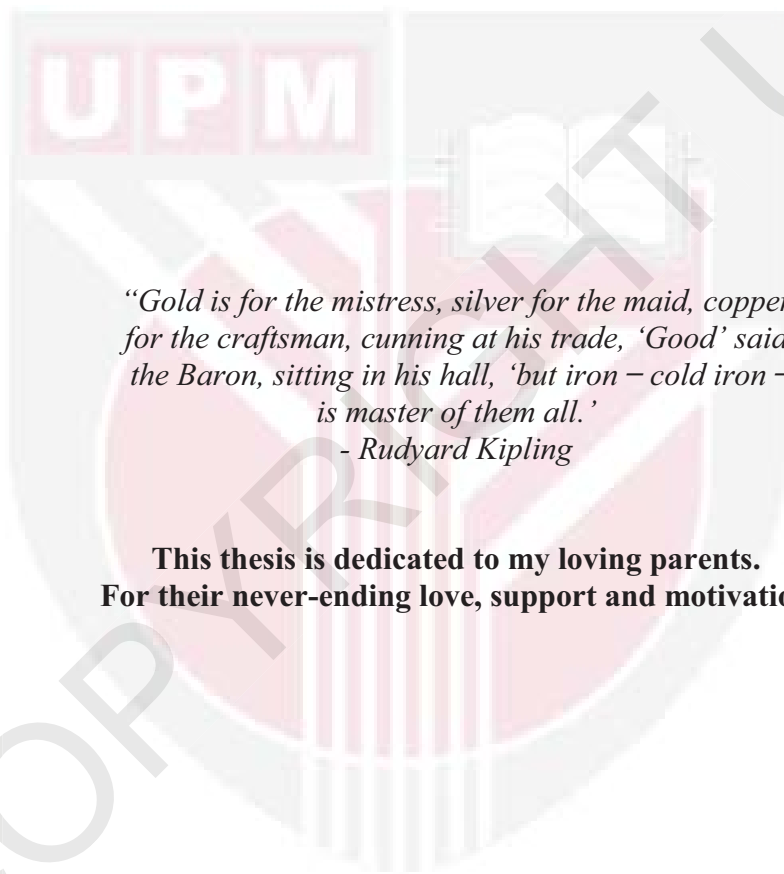 UPM
“Gold is for the mistress, silver for the maid, copper
for the craftsman, cunning at his trade, ‘Good’ said
the Baron, sitting in his hall, ‘but iron – cold iron –
is master of them all.’
- Rudyard Kipling
This thesis is dedicated to my loving parents.
For their never-ending love, support and motivatio
OPYRIGHT U